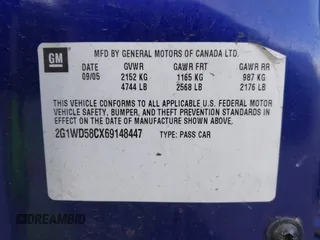 GM
MFD BY GENERAL MOTORS OF CANADA LTD.
DATE GVWR GAWR FRT GAWR RR
09/05 2152 KG 1165 KG 987 KG
4744 LB 2568 LB 2176 LB
THIS VEHICLE CONFORMS TO ALL APPLICABLE U.S. FEDERAL MOTOR
VEHICLE SAFETY, BUMPER, AND THEFT PREVENTION STANDARDS IN
EFFECT ON THE DATE OF MANUFACTURE SHOWN ABOVE.
2G1WD58CX69148447 TYPE: PASS CAR
DREAMBID